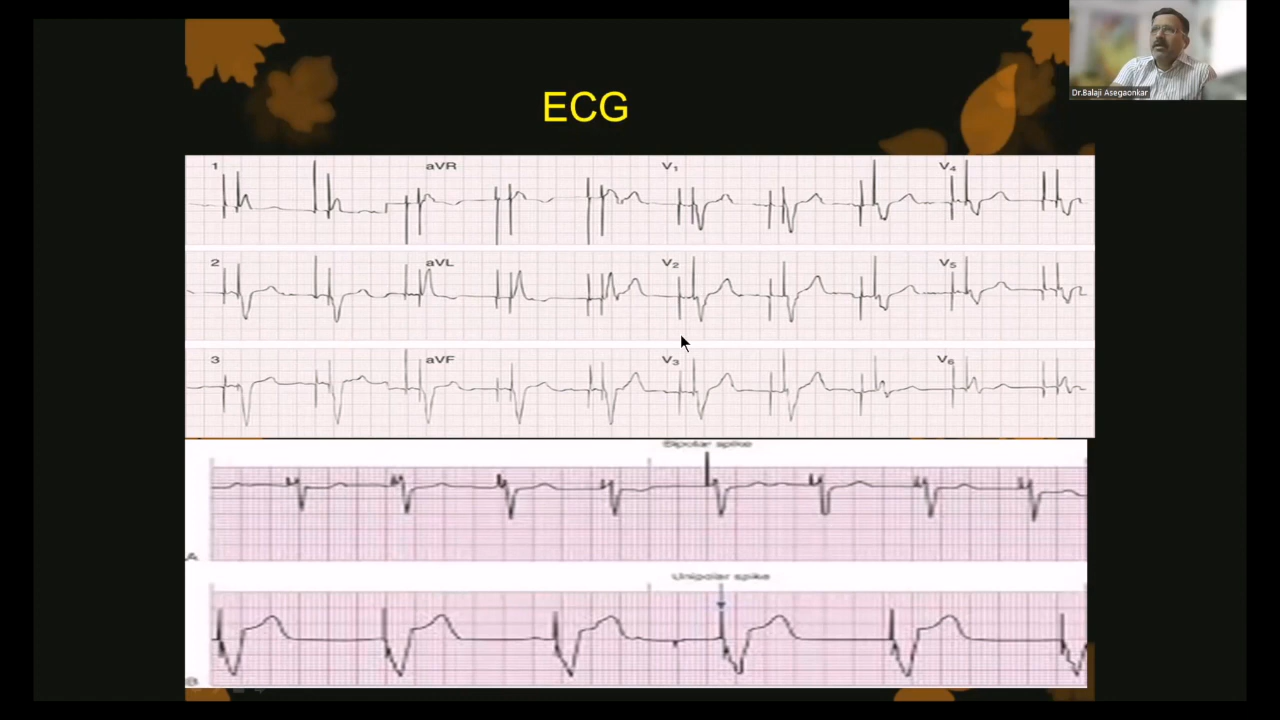 Dr.Balaji Asegaonkar
ECG
1 aVR V₁ V₄
2 aVL V₂ V₅
3 aVF V₃ V₆
Bipolar spike
A
Unipolar spike
B